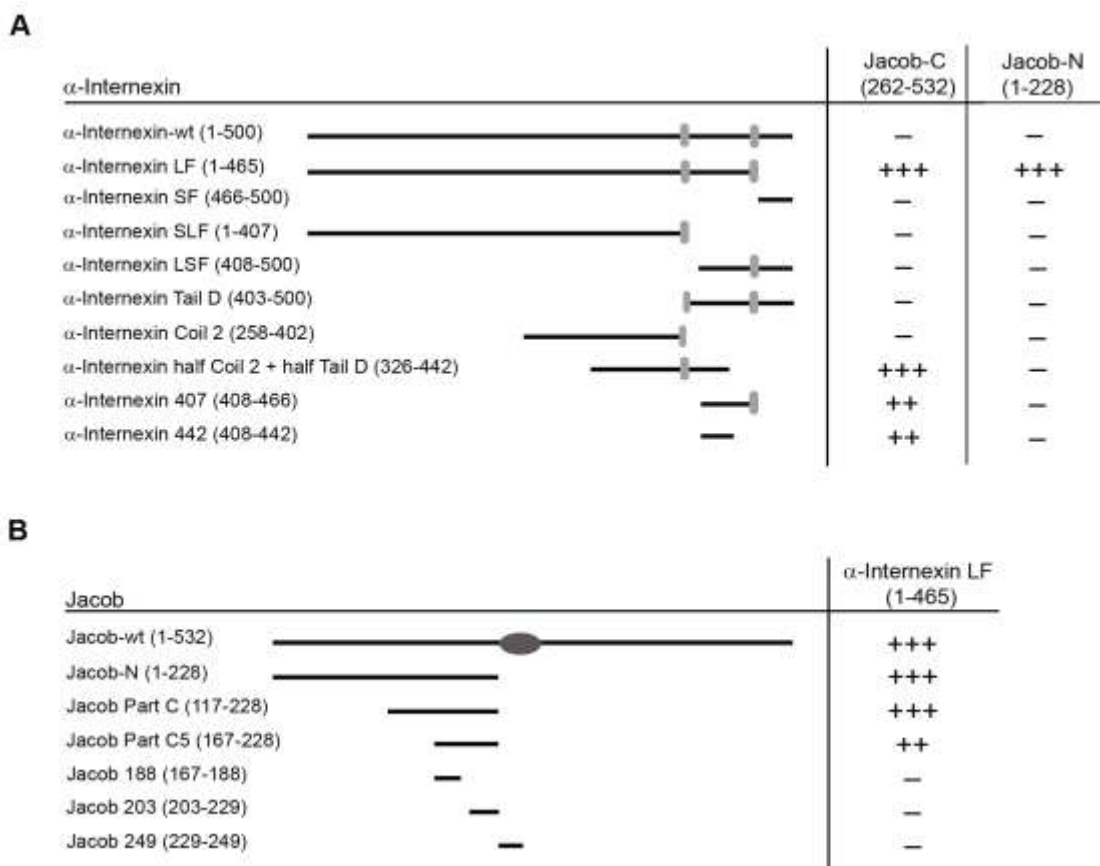 A
α-Internexin Jacob-C (262-532) Jacob-N (1-228)
α-Internexin-wt (1-500) – –
α-Internexin LF (1-465) +++ +++
α-Internexin SF (466-500) – –
α-Internexin SLF (1-407) – –
α-Internexin LSF (408-500) – –
α-Internexin Tail D (403-500) – –
α-Internexin Coil 2 (258-402) – –
α-Internexin half Coil 2 + half Tail D (326-442) +++ –
α-Internexin 407 (408-466) ++ –
α-Internexin 442 (408-442) ++ –
B
Jacob α-Internexin LF (1-465)
Jacob-wt (1-532) +++
Jacob-N (1-228) +++
Jacob Part C (117-228) +++
Jacob Part C5 (167-228) ++
Jacob 188 (167-188) –
Jacob 203 (203-229) –
Jacob 249 (229-249) –